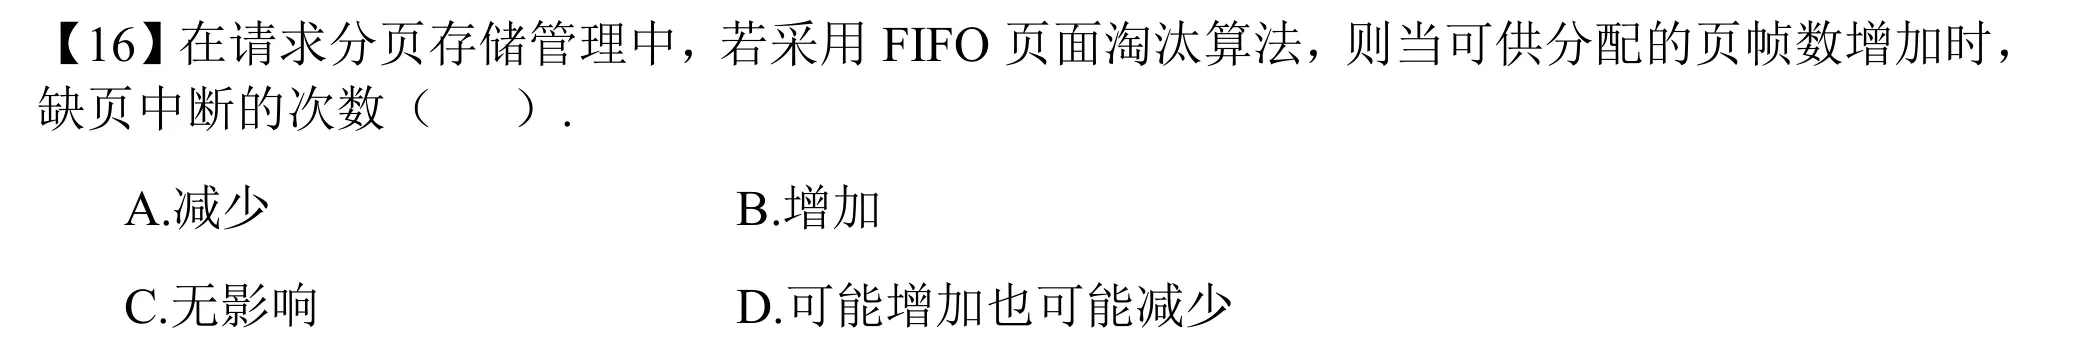 【16】在请求分页存储管理中，若采用 FIFO 页面淘汰算法，则当可供分配的页帧数增加时，
缺页中断的次数（　　）.
A.减少　　B.增加
C.无影响　　D.可能增加也可能减少